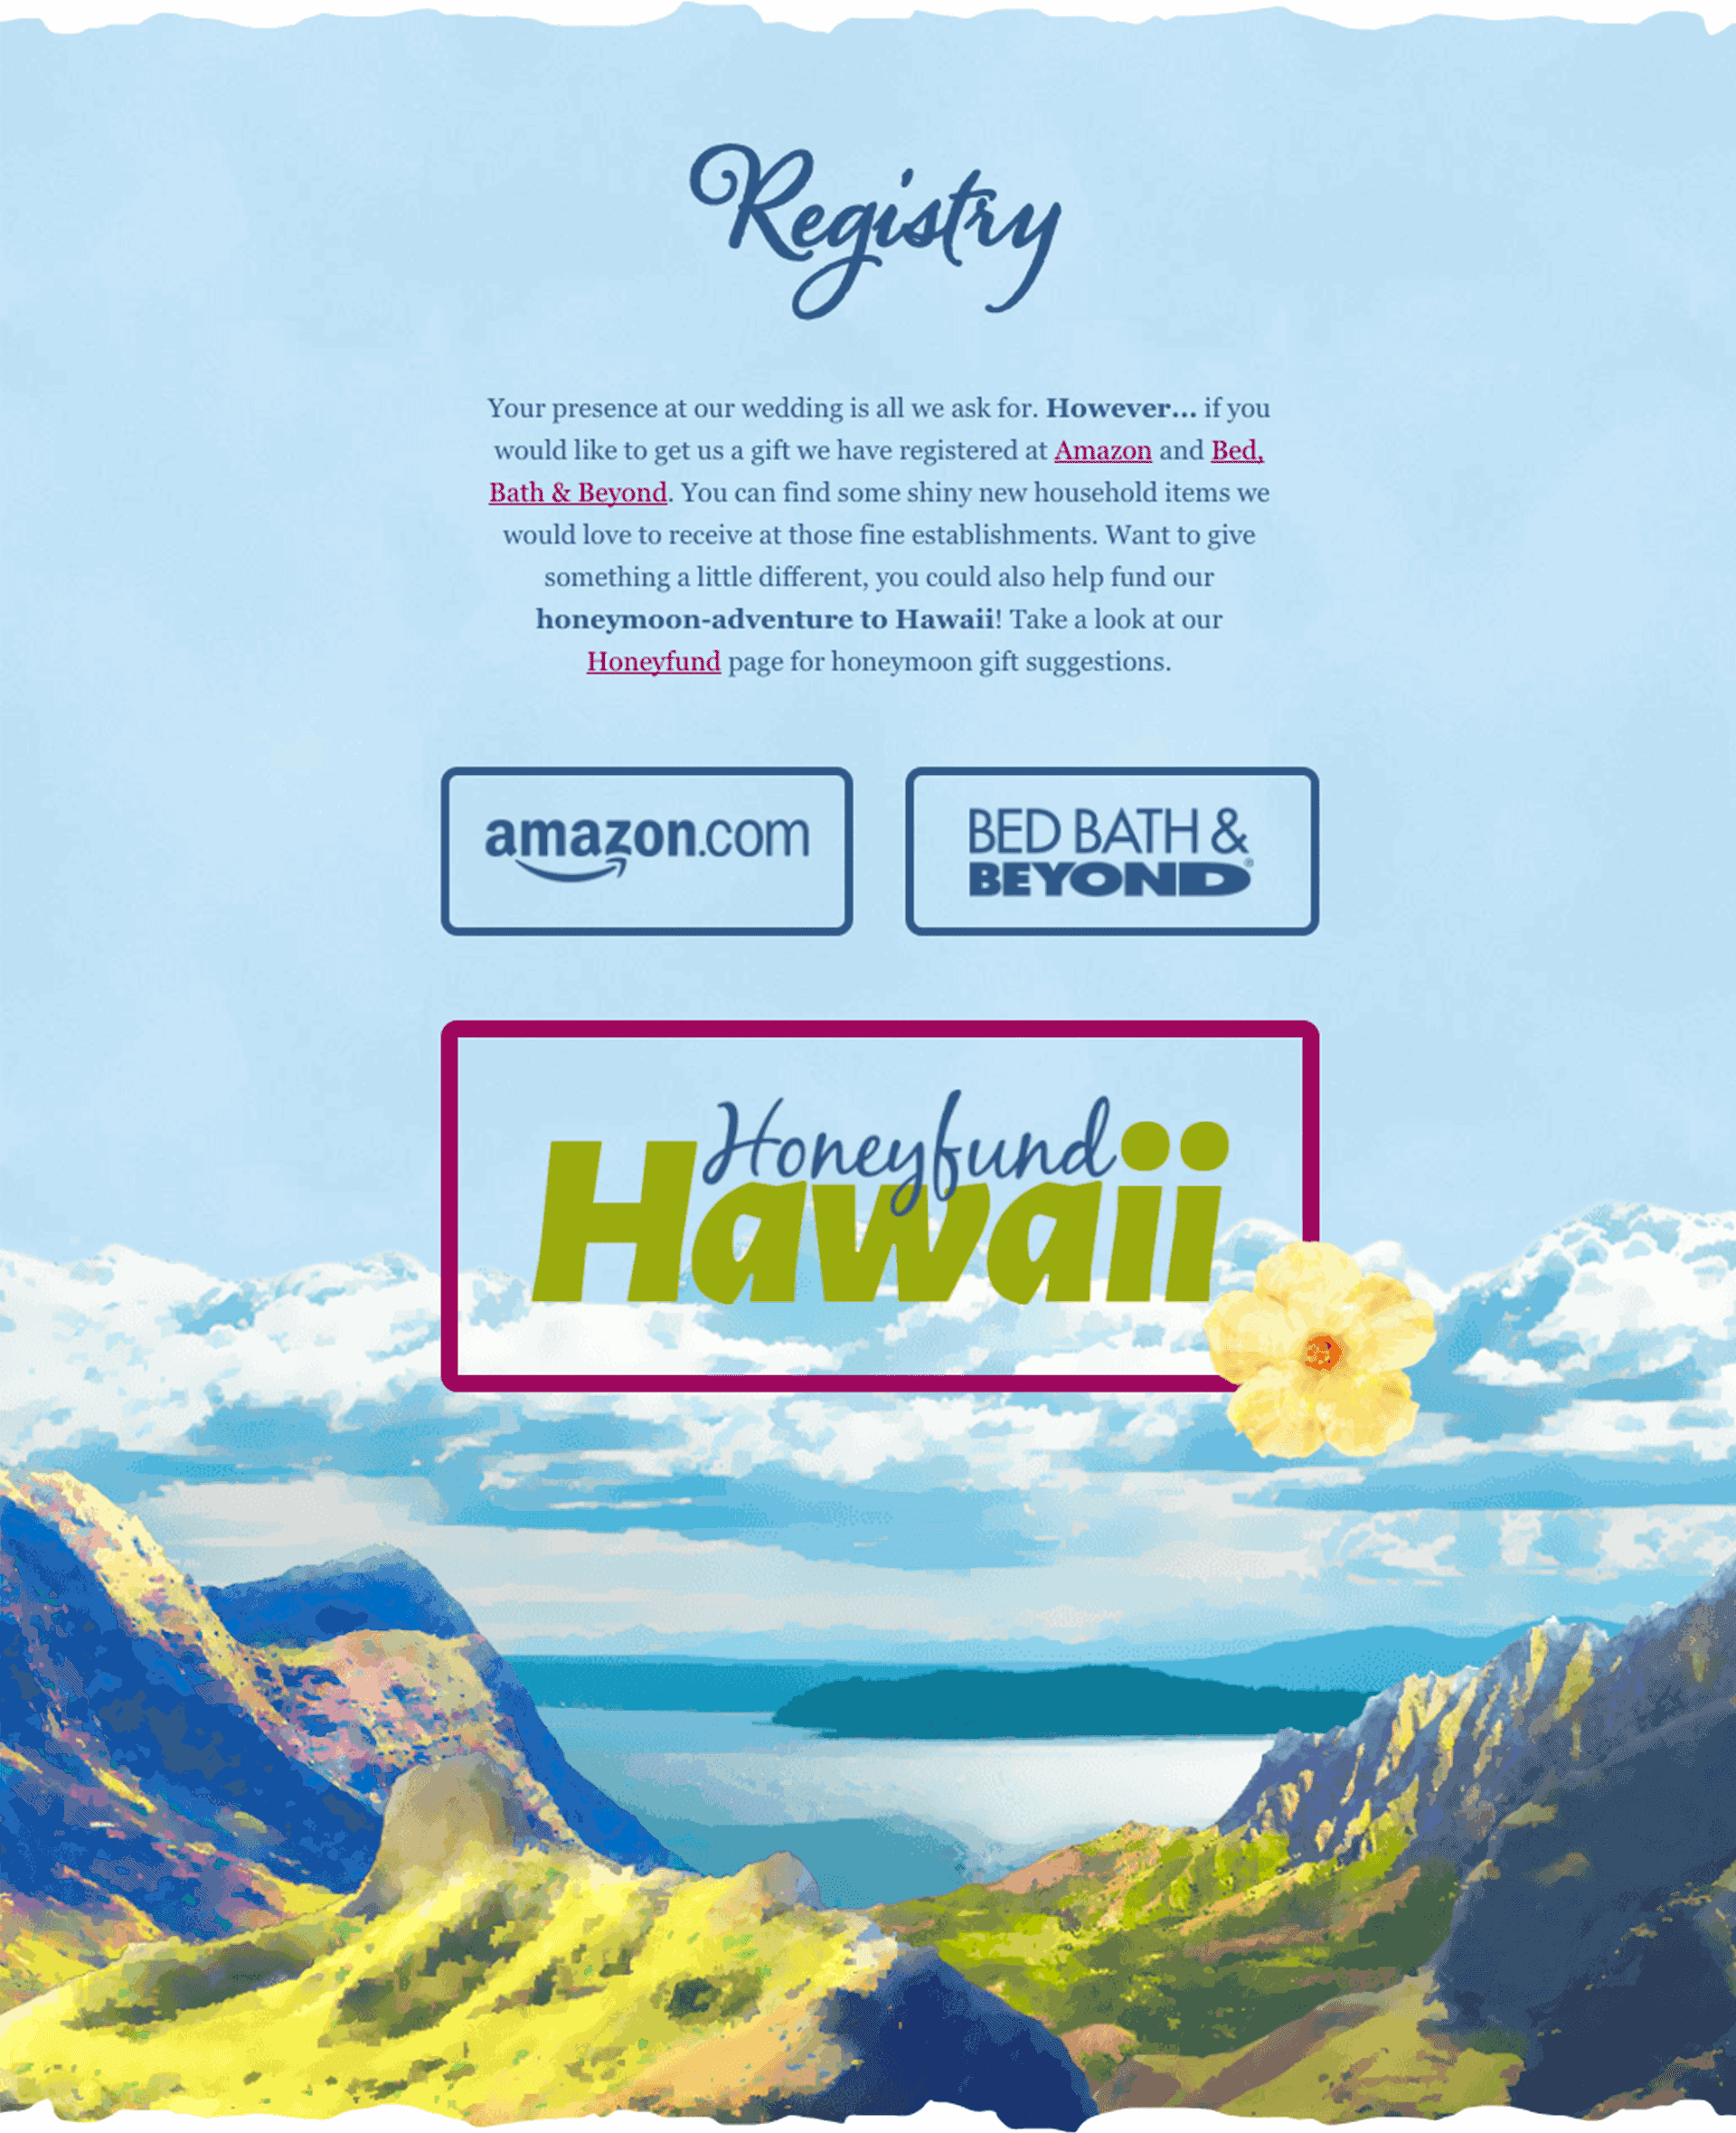 Registry
Your presence at our wedding is all we ask for. However... if you
would like to get us a gift we have registered at Amazon and Bed,
Bath & Beyond. You can find some shiny new household items we
would love to receive at those fine establishments. Want to give
something a little different, you could also help fund our
honeymoon-adventure to Hawaii! Take a look at our
Honeyfund page for honeymoon gift suggestions.
amazon.com
BED BATH &
BEYOND®
Honeyfund
Hawaii